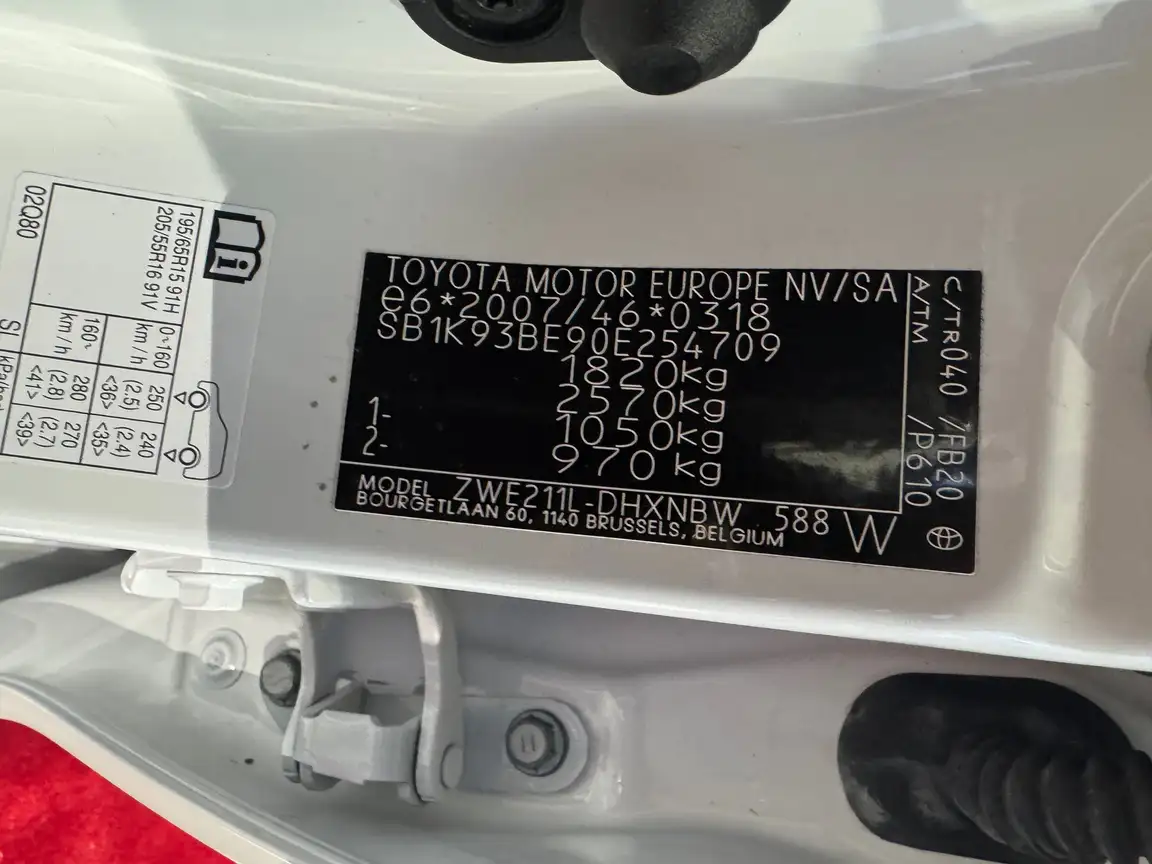 TOYOTA MOTOR EUROPE NV/SA
e6*2007/46*0318
SB1K93BE90E254709
1820kg
2570kg
1- 1050kg
2- 970kg
C/TR040 /FB20
A/TM /P610
MODEL ZWE211L-DHXNBW 588 W
BOURGETLAAN 60, 1140 BRUSSELS, BELGIUM
i
195/65R15 91H
205/55R16 91V
0~160 km/h
250 (2.5) <36>
240 (2.4) <35>
160~ km/h
280 (2.8) <41>
270 (2.7) <39>
02Q80